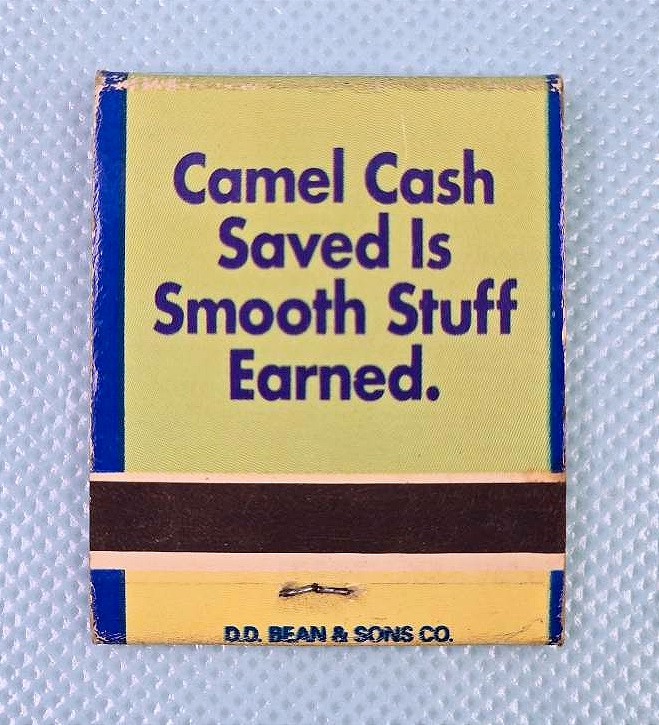 Camel Cash
Saved Is
Smooth Stuff
Earned.
D.D. BEAN & SONS CO.